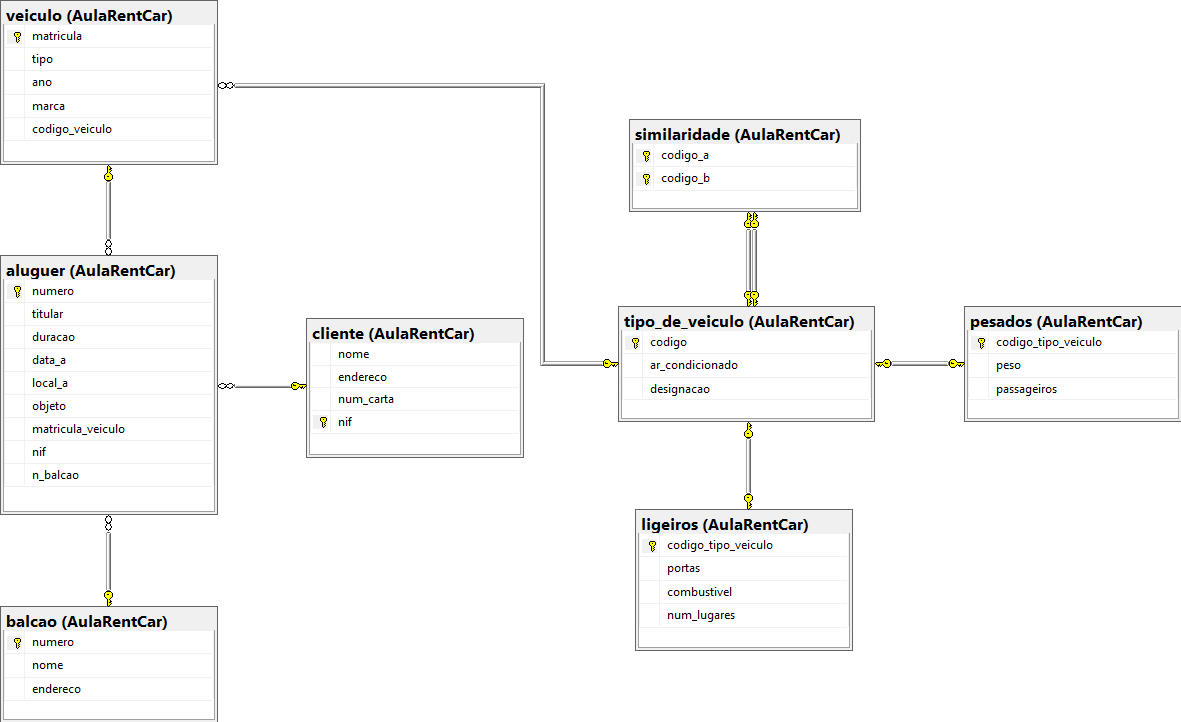 veiculo (AulaRentCar)
matricula
tipo
ano
marca
codigo_veiculo
aluguer (AulaRentCar)
numero
titular
duracao
data_a
local_a
objeto
matricula_veiculo
nif
n_balcao
balcao (AulaRentCar)
numero
nome
endereco
cliente (AulaRentCar)
nome
endereco
num_carta
nif
similaridade (AulaRentCar)
codigo_a
codigo_b
tipo_de_veiculo (AulaRentCar)
codigo
ar_condicionado
designacao
pesados (AulaRentCar)
codigo_tipo_veiculo
peso
passageiros
ligeiros (AulaRentCar)
codigo_tipo_veiculo
portas
combustivel
num_lugares